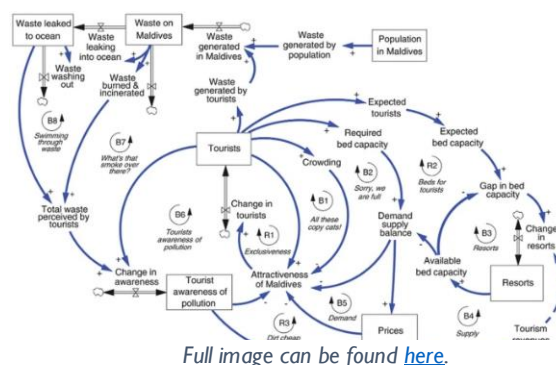 Waste leaked
to ocean
Waste
leaking
into ocean
Waste on
Maldives
Waste
generated
in Maldives
Waste
generated by
population
Population
in Maldives
Waste
washing
out
Waste
burned &
incinerated
Waste
generated by
tourists
B8
Swimming
through
waste
B7
What's that
smoke
over there?
Expected
tourists
Required
bed capacity
Expected
bed capacity
Tourists
Crowding
R2
Beds for
tourists
B2
Sorry, we
are full
Gap in bed
capacity
B1
All these
copy cats!
Total waste
perceived by
tourists
B6
Tourists
awareness of
pollution
Change in
tourists
R1
Exclusiveness
Demand
supply
balance
B3
Resorts
Change
in
resorts
Change in
awareness
Attractiveness
of Maldives
Available
bed capacity
Resorts
Tourist
awareness of
pollution
B5
Demand
B4
Supply
R3
Dirt cheap
Prices
Tourism
Full image can be found here.